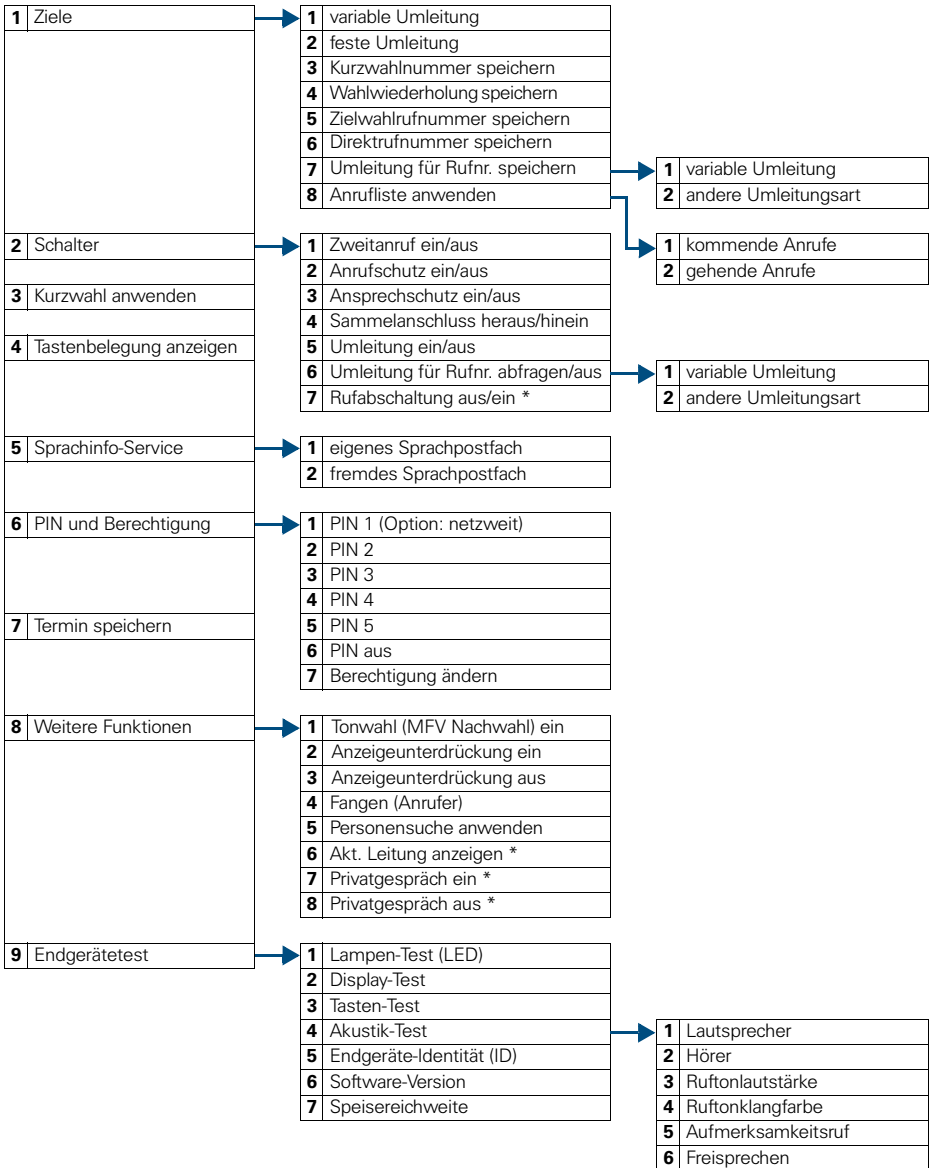 1 Ziele
1 variable Umleitung
2 feste Umleitung
3 Kurzwahlnummer speichern
4 Wahlwiederholung speichern
5 Zielwahlrufnummer speichern
6 Direktrufnummer speichern
7 Umleitung für Rufnr. speichern
1 variable Umleitung
2 andere Umleitungsart
8 Anrufliste anwenden
1 kommende Anrufe
2 gehende Anrufe
2 Schalter
1 Zweitanruf ein/aus
2 Anrufschutz ein/aus
3 Ansprechschutz ein/aus
4 Sammelanschluss heraus/hinein
5 Umleitung ein/aus
6 Umleitung für Rufnr. abfragen/aus
1 variable Umleitung
2 andere Umleitungsart
7 Rufabschaltung aus/ein *
3 Kurzwahl anwenden
4 Tastenbelegung anzeigen
5 Sprachinfo-Service
1 eigenes Sprachpostfach
2 fremdes Sprachpostfach
6 PIN und Berechtigung
1 PIN 1 (Option: netzweit)
2 PIN 2
3 PIN 3
4 PIN 4
5 PIN 5
6 PIN aus
7 Berechtigung ändern
7 Termin speichern
8 Weitere Funktionen
1 Tonwahl (MFV Nachwahl) ein
2 Anzeigeunterdrückung ein
3 Anzeigeunterdrückung aus
4 Fangen (Anrufer)
5 Personensuche anwenden
6 Akt. Leitung anzeigen *
7 Privatgespräch ein *
8 Privatgespräch aus *
9 Endgerätetest
1 Lampen-Test (LED)
2 Display-Test
3 Tasten-Test
4 Akustik-Test
1 Lautsprecher
2 Hörer
3 Ruftonlautstärke
4 Ruftonklangfarbe
5 Aufmerksamkeitsruf
6 Freisprechen
5 Endgeräte-Identität (ID)
6 Software-Version
7 Speisereichweite